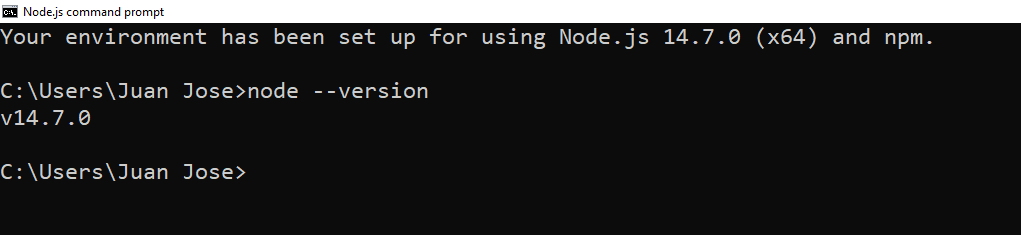 Node.js command prompt
Your environment has been set up for using Node.js 14.7.0 (x64) and npm.
C:\Users\Juan Jose>node --version
v14.7.0
C:\Users\Juan Jose>